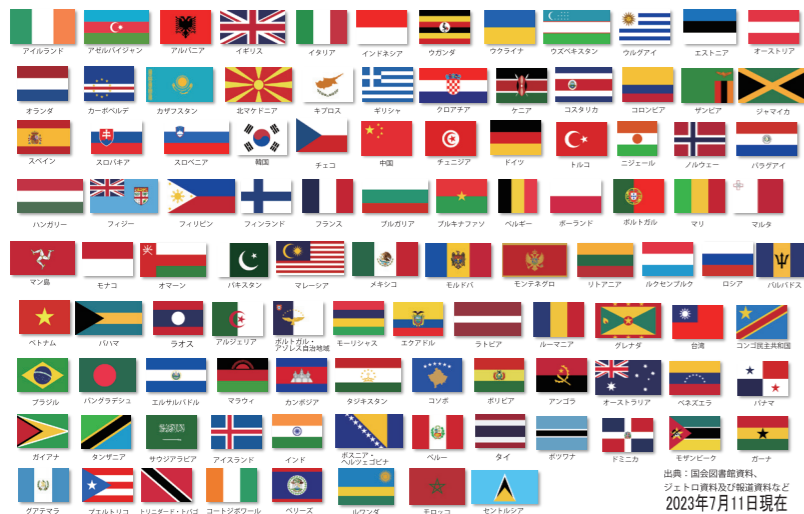 アイルランド アゼルバイジャン アルバニア イギリス イタリア インドネシア ウガンダ ウクライナ ウズベキスタン ウルグアイ エストニア オーストリア
オランダ カーボベルデ カザフスタン 北マケドニア キプロス ギリシャ クロアチア ケニア コスタリカ コロンビア ザンビア ジャマイカ
スペイン スロバキア スロベニア 韓国 チェコ 中国 チュニジア ドイツ トルコ ニジェール ノルウェー パラグアイ
ハンガリー フィジー フィリピン フィンランド フランス ブルガリア ブルキナファソ ベルギー ポーランド ポルトガル マリ マルタ
マン島 モナコ オマーン パキスタン マレーシア メキシコ モルドバ モンテネグロ リトアニア ルクセンブルク ロシア バルバドス
ベトナム バハマ ラオス アルジェリア ポルトガル・
アゾレス自治地域 モーリシャス エクアドル ラトビア ルーマニア グレナダ 台湾 コンゴ民主共和国
ブラジル バングラデシュ エルサルバドル マラウィ カンボジア タジキスタン コソボ ボリビア アンゴラ オーストラリア ベネズエラ パナマ
ガイアナ タンザニア サウジアラビア アイスランド インド ボスニア・
ヘルツェゴビナ ペルー タイ ボツワナ ドミニカ モザンビーク ガーナ
グアテマラ プエルトリコ トリニダード・トバゴ コートジボワール ベリーズ ルワンダ モロッコ セントルシア
出典：国会図書館資料、
ジェトロ資料及び報道資料など
2023年7月11日現在